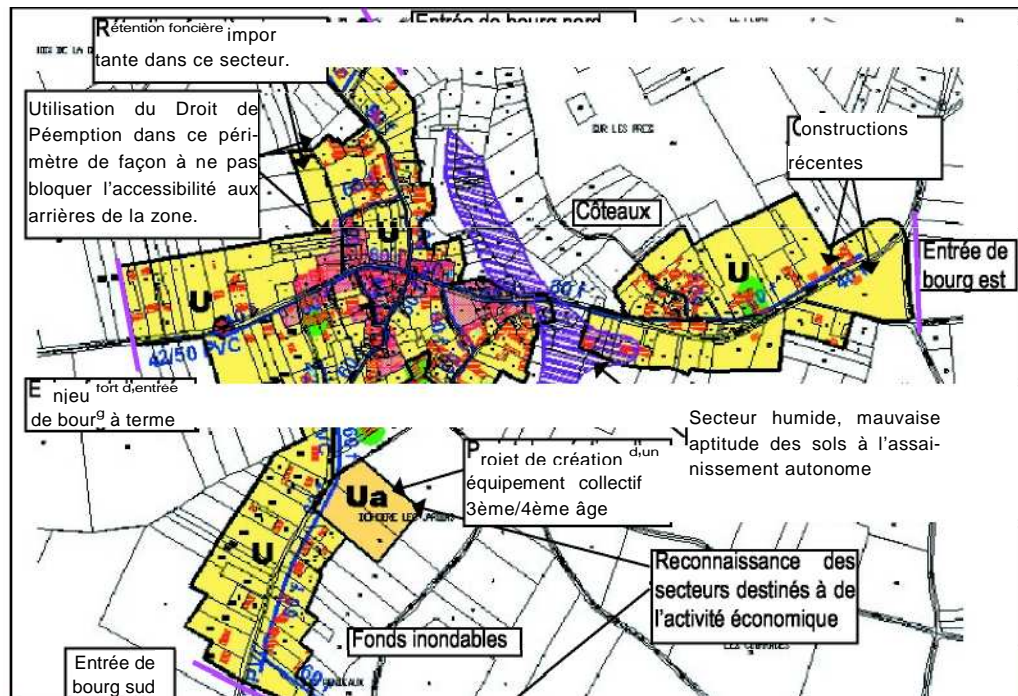 Entrée de bourg nord
Rétention foncière impor
tante dans ce secteur.
Utilisation du Droit de
Péemption dans ce péri-
mètre de façon à ne pas
bloquer l'accessibilité aux
arrières de la zone.
SUR LES PRES
Constructions
récentes
Côteaux
U
U
U
Entrée de
bourg est
42/50 PVC
Enjeu fort d'entrée
de bourg à terme
Secteur humide, mauvaise
aptitude des sols à l'assai-
nissement autonome
Projet de création d'un
équipement collectif
3ème/4ème âge
Ua
U
Reconnaissance des
secteurs destinés à de
l'activité économique
Fonds inondables
Entrée de
bourg sud